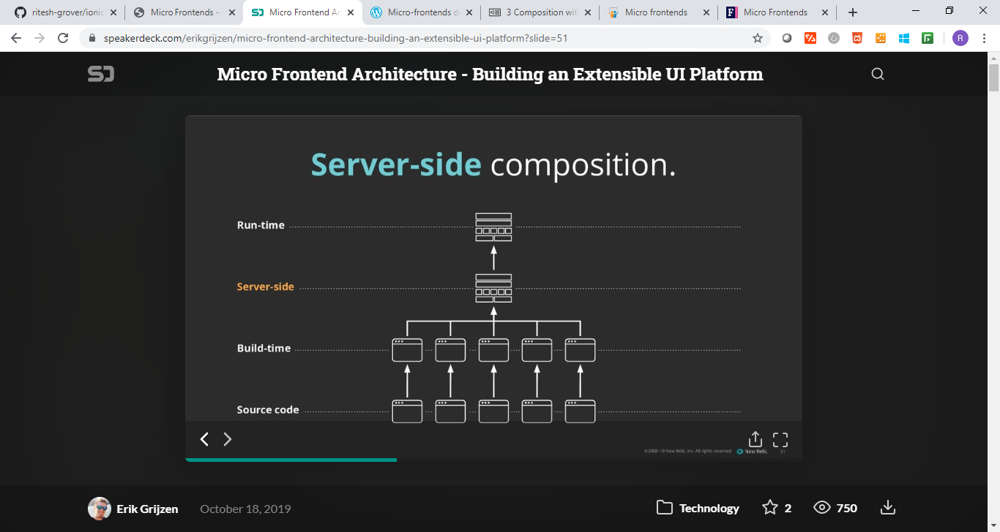 ritesh-grover/ionic
Micro Frontends -
Micro Frontend Ar
Micro-frontends d
3 Composition wit
Micro frontends
Micro Frontends
speakerdeck.com/erikgrijzen/micro-frontend-architecture-building-an-extensible-ui-platform?slide=51
R
Micro Frontend Architecture - Building an Extensible UI Platform
Server-side composition.
Run-time
Server-side
Build-time
Source code
©2008–18 New Relic, Inc. All rights reserved
New Relic.
51
Erik Grijzen
October 18, 2019
Technology
2
750